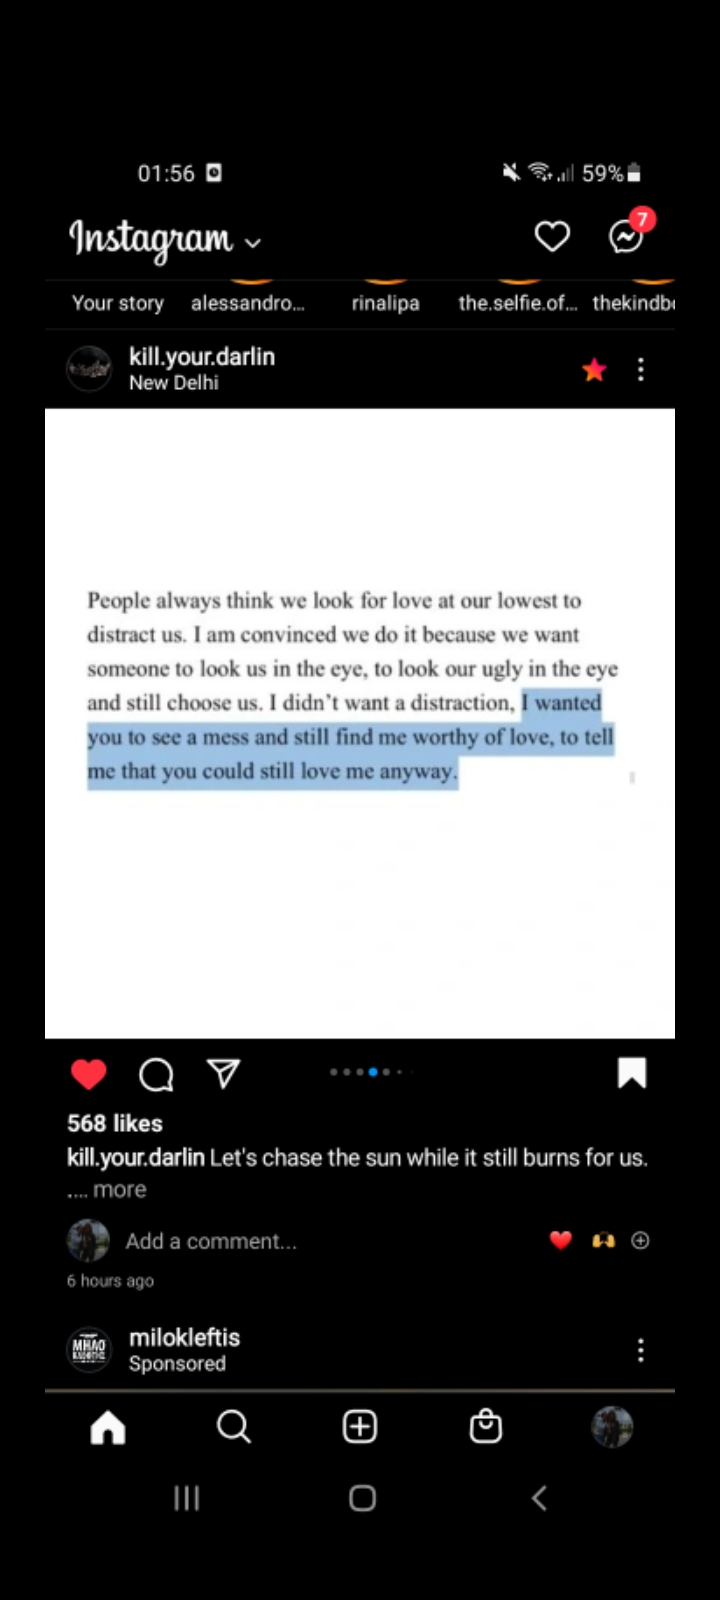 01:56 59%
Instagram 7
Your story alessandro... rinalipa the.selfie.of... thekindb
kill.your.darlin
New Delhi
People always think we look for love at our lowest to
distract us. I am convinced we do it because we want
someone to look us in the eye, to look our ugly in the eye
and still choose us. I didn’t want a distraction, I wanted
you to see a mess and still find me worthy of love, to tell
me that you could still love me anyway.
568 likes
kill.your.darlin Let's chase the sun while it still burns for us.
.... more
Add a comment...
6 hours ago
milokleftis
Sponsored